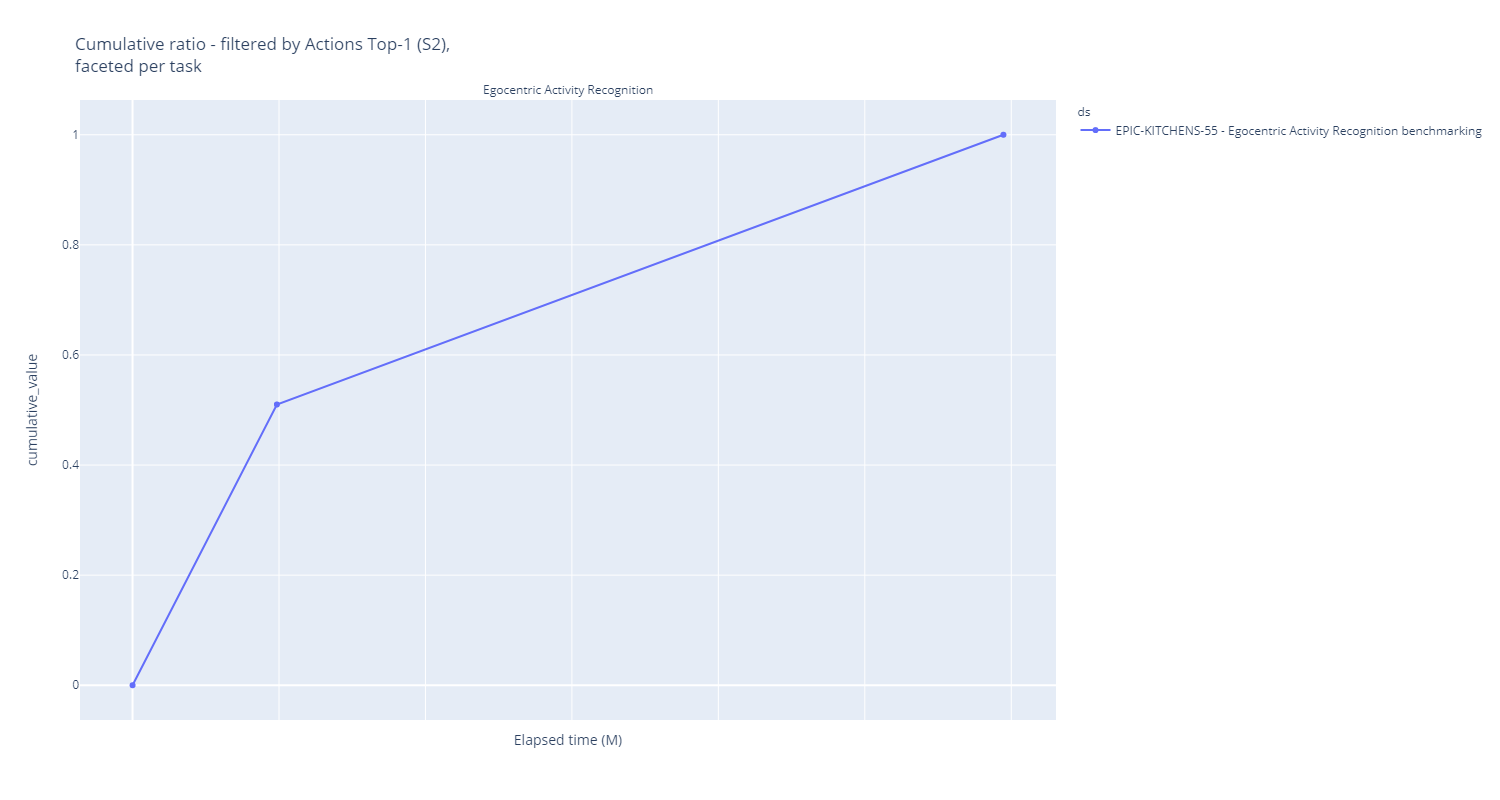 Cumulative ratio - filtered by Actions Top-1 (S2),
faceted per task
Egocentric Activity Recognition
ds
EPIC-KITCHENS-55 - Egocentric Activity Recognition benchmarking
1
0.8
0.6
0.4
0.2
0
cumulative_value
Elapsed time (M)